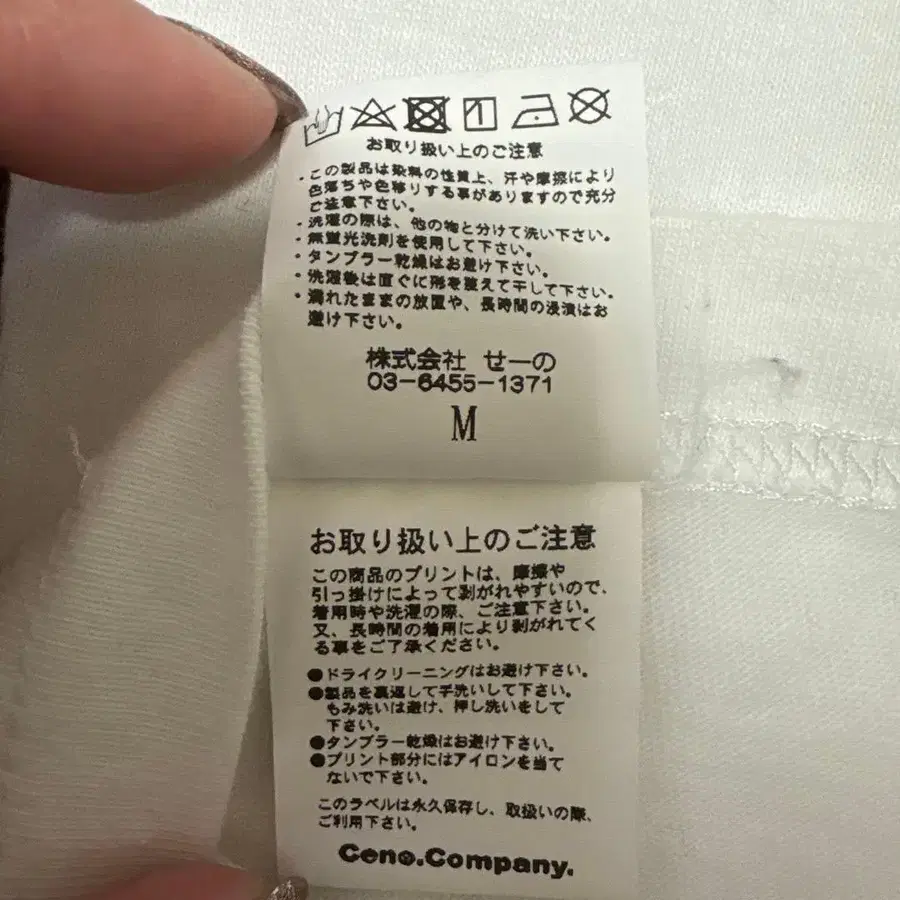 お取り扱い上のご注意
・この製品は染料の性質上、汗や摩擦により
色落ちや色移りする事がありますので充分
ご注意下さい。
・洗濯の際は、他の物と分けて洗い下さい。
・無蛍光洗剤を使用して下さい。
・タンブラー乾燥はお避け下さい。
・洗濯後は直ぐに形を整えて干して下さい。
・濡れたままの放置や、長時間の浸漬はお
避け下さい。
株式会社 せーの
03-6455-1371
M
お取り扱い上のご注意
この商品のプリントは、摩擦や
引っ掛けによって剥がれやすいので、
着用時や洗濯の際、ご注意下さい。
又、長時間の着用により剥がれてく
る事をご了承ください。
●ドライクリーニングはお避け下さい。
●製品を裏返して手洗いして下さい。
もみ洗いは避け、押し洗いをして
下さい。
●タンブラー乾燥はお避け下さい。
●プリント部分にはアイロンを当て
ないで下さい。
このラベルは永久保存し、取扱いの際、
ご利用下さい。
Ceno.Company.